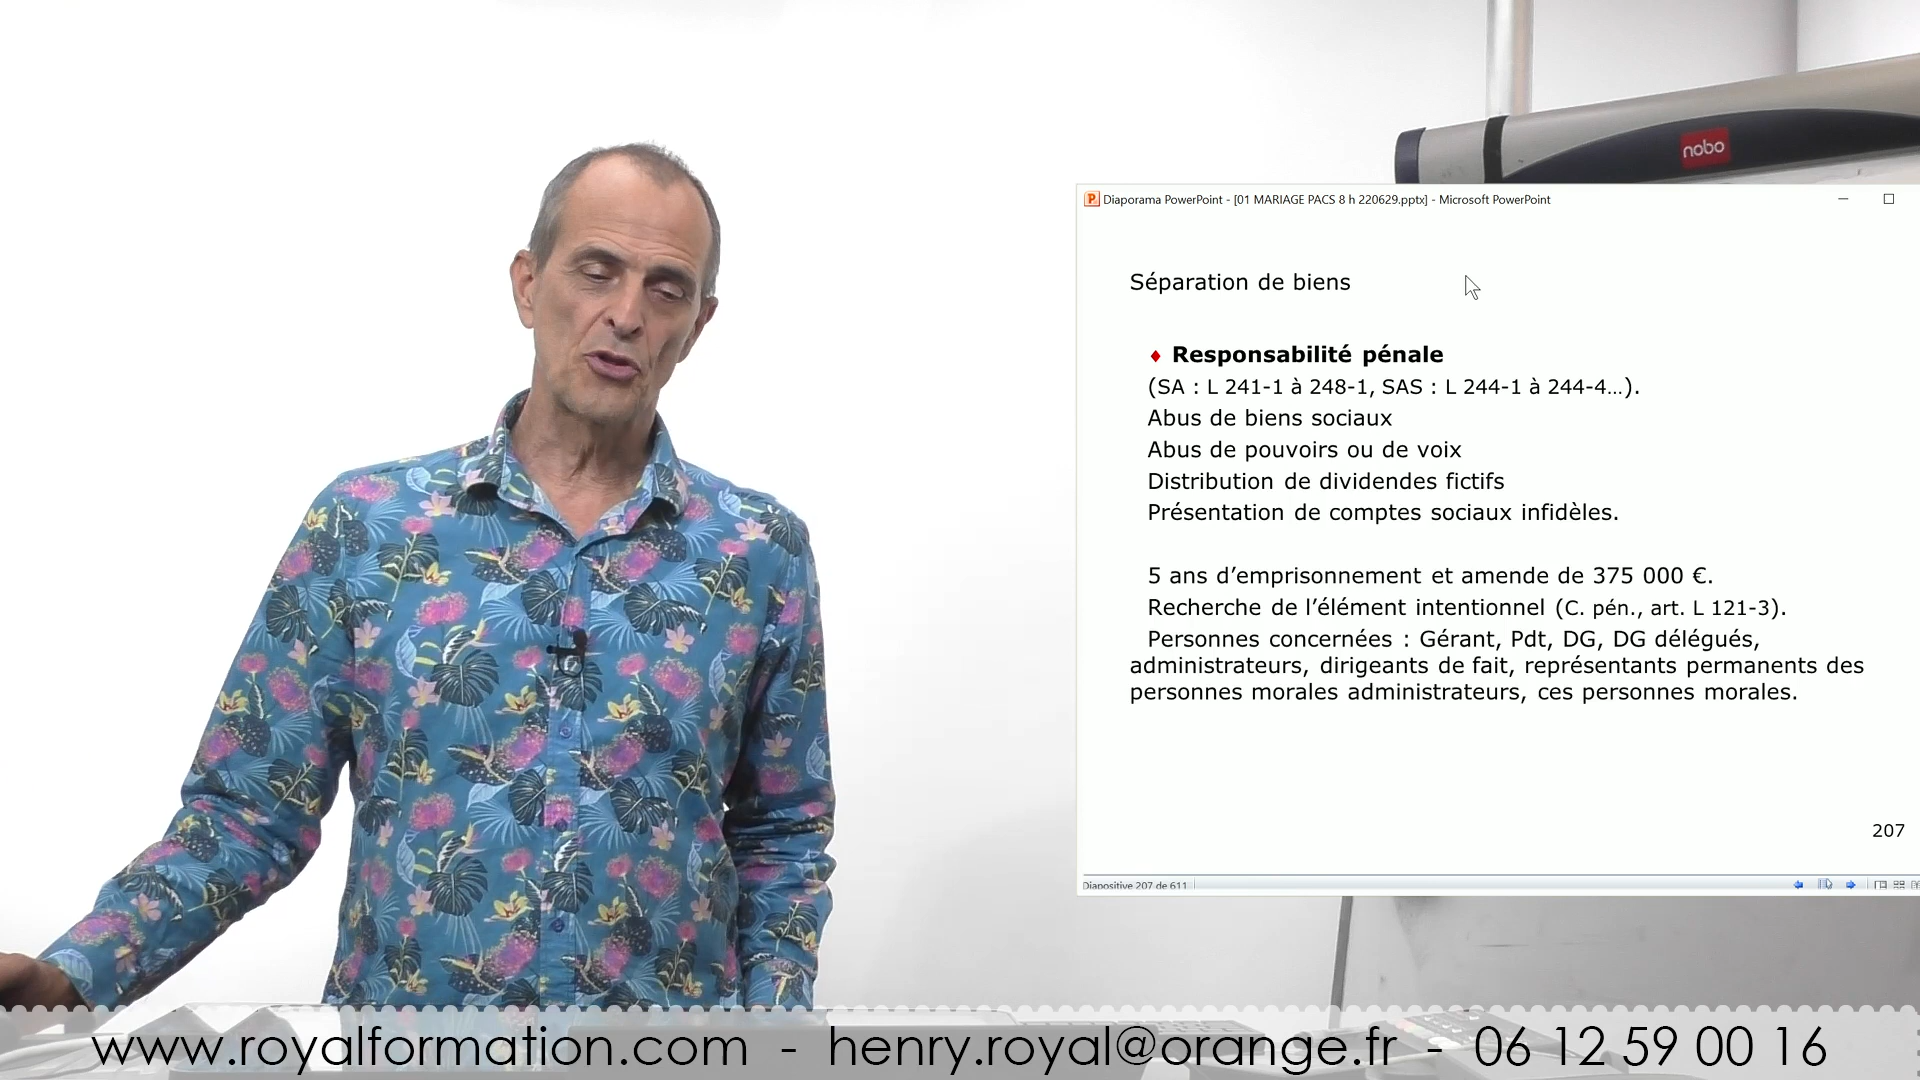 nobo
Diaporama PowerPoint - [01 MARIAGE PACS 8 h 220629.pptx] - Microsoft PowerPoint
Séparation de biens
♦ Responsabilité pénale
(SA : L 241-1 à 248-1, SAS : L 244-1 à 244-4…).
Abus de biens sociaux
Abus de pouvoirs ou de voix
Distribution de dividendes fictifs
Présentation de comptes sociaux infidèles.
5 ans d’emprisonnement et amende de 375 000 €.
Recherche de l’élément intentionnel (C. pén., art. L 121-3).
Personnes concernées : Gérant, Pdt, DG, DG délégués,
administrateurs, dirigeants de fait, représentants permanents des
personnes morales administrateurs, ces personnes morales.
207
Diapositive 207 de 611
www.royalformation.com - henry.royal@orange.fr - 06 12 59 00 16